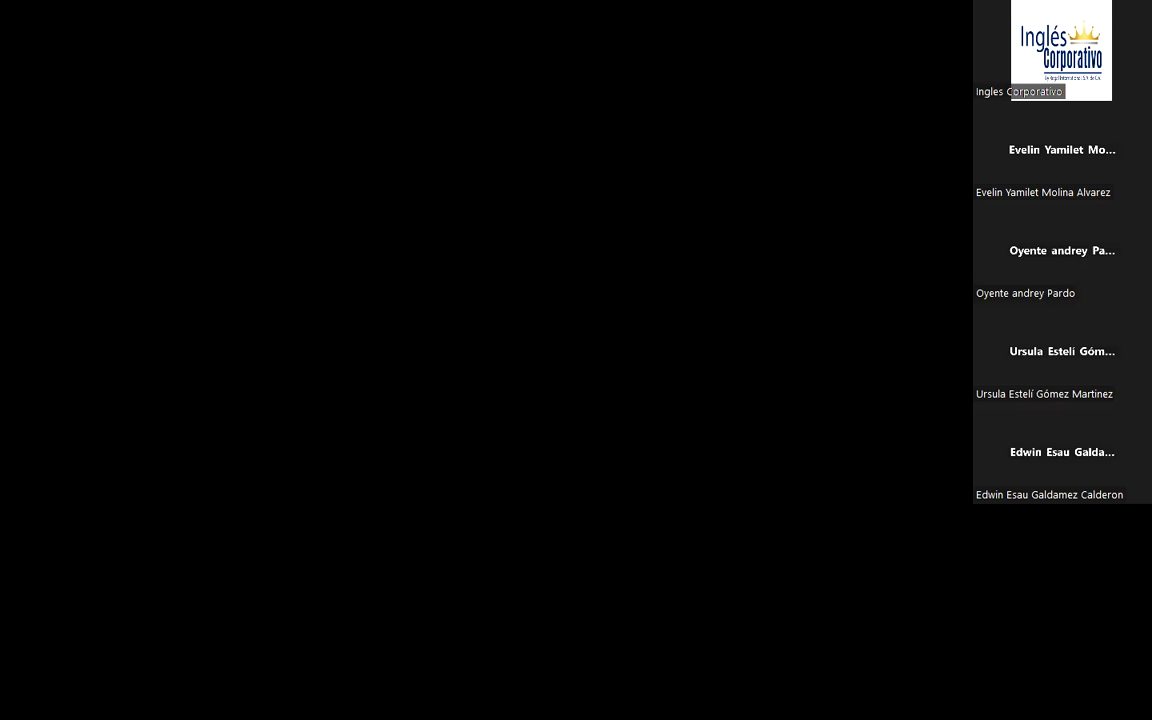 Inglés
Corporativo
Ingles Corporativo
Evelin Yamilet Mo...
Evelin Yamilet Molina Alvarez
Oyente andrey Pa...
Oyente andrey Pardo
Ursula Estelí Góm...
Ursula Estelí Gómez Martínez
Edwin Esau Galda...
Edwin Esau Galdamez Calderon